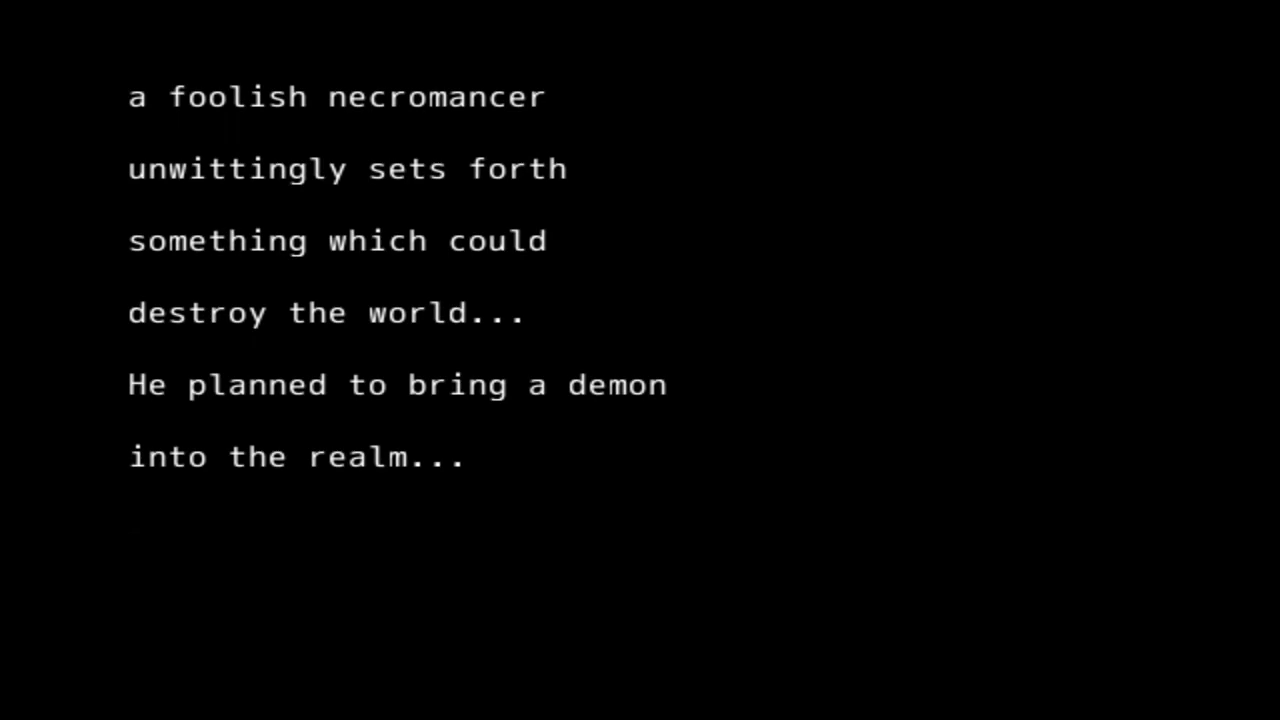 a foolish necromancer
unwittingly sets forth
something which could
destroy the world...
He planned to bring a demon
into the realm...